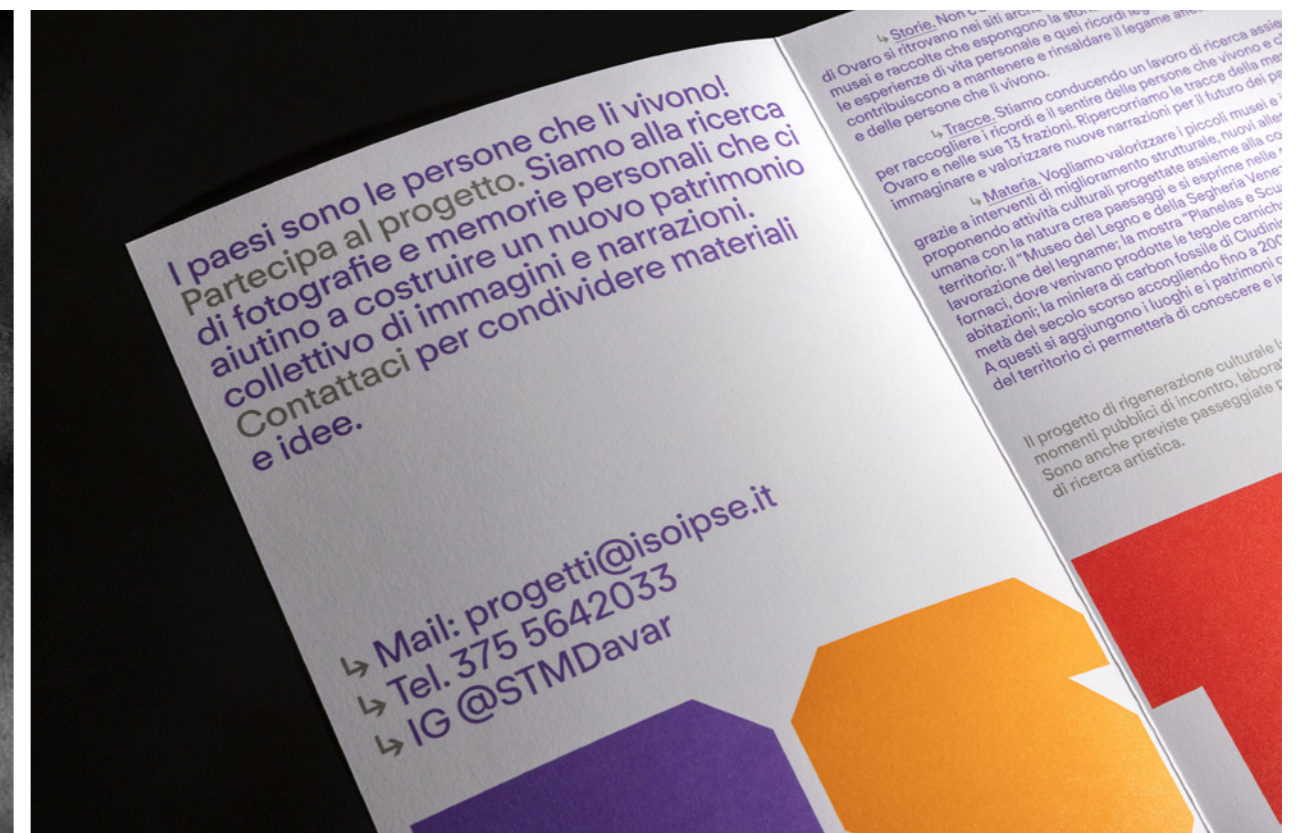 I paesi sono le persone che li vivono!
Partecipa al progetto. Siamo alla ricerca
di fotografie e memorie personali che ci
aiutino a costruire un nuovo patrimonio
collettivo di immagini e narrazioni.
Contattaci per condividere materiali
e idee.
↳ Mail: progetti@isoipse.it
↳ Tel. 375 5642033
↳ IG @STMDavar
↳ Storie. Non
di Ovaro si ritrovano nei siti
musei e raccolte che espongono la
le esperienze di vita personale e quei ricordi
contribuiscono a mantenere e rinsaldare il legame
e delle persone che li vivono.
↳ Tracce. Stiamo conducendo un lavoro di ricerca
per raccogliere i ricordi e il sentire delle persone che vivono e
Ovaro e nelle sue 13 frazioni. Ripercorriamo le tracce della
immaginare e valorizzare nuove narrazioni per il futuro dei
↳ Materia. Vogliamo valorizzare i piccoli musei e
grazie a interventi di miglioramento strutturale, nuovi
proponendo attività culturali progettate assieme alla
umana con la natura crea paesaggi e si esprime nelle
territorio: il “Museo del Legno e della Segheria
lavorazione del legname; la mostra “Planelas e
fornaci, dove venivano prodotte le tegole
abitazioni; la miniera di carbon fossile di
metà del secolo scorso accogliendo fino a
A questi si aggiungono i luoghi e i patrimoni
del territorio ci permetterà di conoscere e
Il progetto di rigenerazione culturale
momenti pubblici di incontro,
Sono anche previste passeggiate
di ricerca artistica.